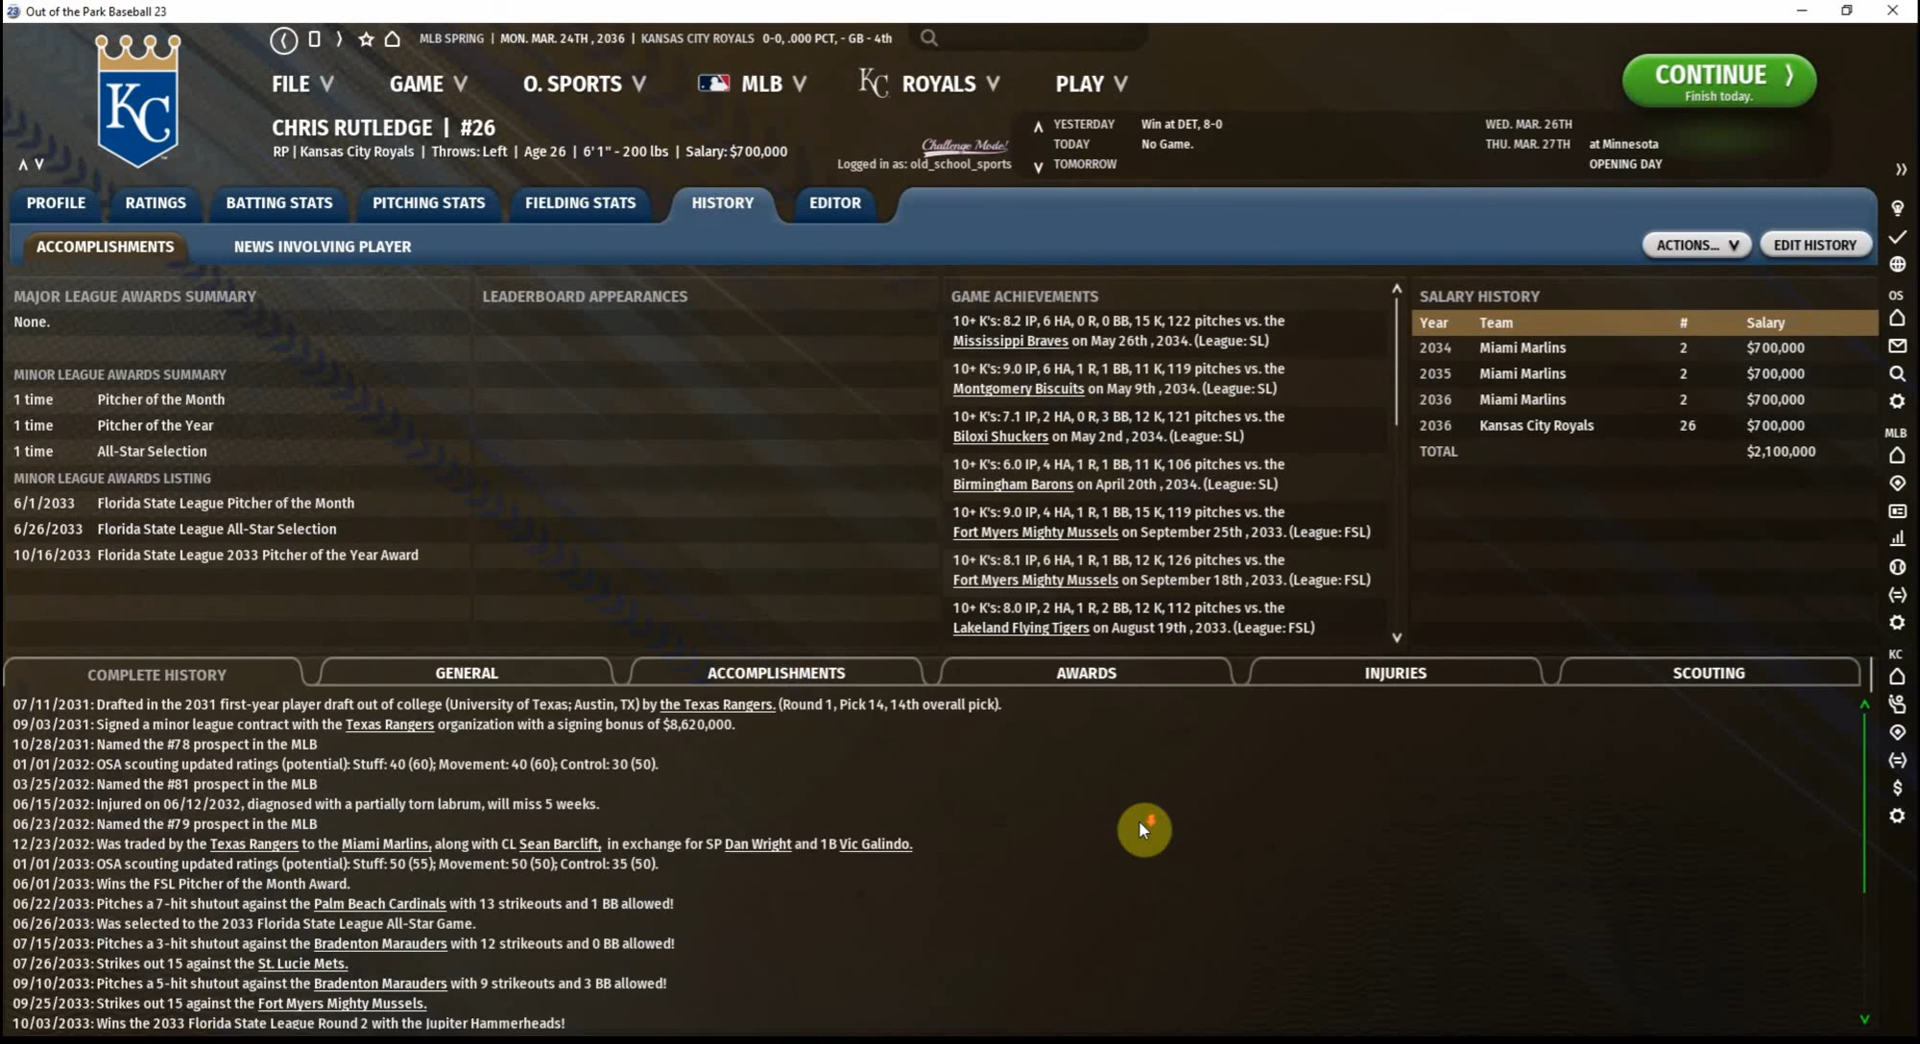 23 Out of the Park Baseball 23
MLB SPRING | MON. MAR. 24TH , 2036 | KANSAS CITY ROYALS 0-0, .000 PCT, - GB - 4th
FILE GAME O. SPORTS MLB KC ROYALS PLAY
CONTINUE
Finish today.
KC
CHRIS RUTLEDGE | #26
RP | Kansas City Royals | Throws: Left | Age 26 | 6' 1" - 200 lbs | Salary: $700,000
Challenge Mode!
Logged in as: old_school_sports
YESTERDAY Win at DET, 8-0
TODAY No Game.
TOMORROW
WED. MAR. 26TH
THU. MAR. 27TH at Minnesota
OPENING DAY
PROFILE RATINGS BATTING STATS PITCHING STATS FIELDING STATS HISTORY EDITOR
ACCOMPLISHMENTS NEWS INVOLVING PLAYER ACTIONS... EDIT HISTORY
MAJOR LEAGUE AWARDS SUMMARY
None.
MINOR LEAGUE AWARDS SUMMARY
1 time Pitcher of the Month
1 time Pitcher of the Year
1 time All-Star Selection
MINOR LEAGUE AWARDS LISTING
6/1/2033 Florida State League Pitcher of the Month
6/26/2033 Florida State League All-Star Selection
10/16/2033 Florida State League 2033 Pitcher of the Year Award
LEADERBOARD APPEARANCES
GAME ACHIEVEMENTS
10+ K's: 8.2 IP, 6 HA, 0 R, 0 BB, 15 K, 122 pitches vs. the
Mississippi Braves on May 26th , 2034. (League: SL)
10+ K's: 9.0 IP, 6 HA, 1 R, 1 BB, 11 K, 119 pitches vs. the
Montgomery Biscuits on May 9th , 2034. (League: SL)
10+ K's: 7.1 IP, 2 HA, 0 R, 3 BB, 12 K, 121 pitches vs. the
Biloxi Shuckers on May 2nd , 2034. (League: SL)
10+ K's: 6.0 IP, 4 HA, 1 R, 1 BB, 11 K, 106 pitches vs. the
Birmingham Barons on April 20th , 2034. (League: SL)
10+ K's: 9.0 IP, 4 HA, 1 R, 1 BB, 15 K, 119 pitches vs. the
Fort Myers Mighty Mussels on September 25th , 2033. (League: FSL)
10+ K's: 8.1 IP, 6 HA, 1 R, 1 BB, 12 K, 126 pitches vs. the
Fort Myers Mighty Mussels on September 18th , 2033. (League: FSL)
10+ K's: 8.0 IP, 2 HA, 1 R, 2 BB, 12 K, 112 pitches vs. the
Lakeland Flying Tigers on August 19th , 2033. (League: FSL)
SALARY HISTORY
Year Team # Salary
2034 Miami Marlins 2 $700,000
2035 Miami Marlins 2 $700,000
2036 Miami Marlins 2 $700,000
2036 Kansas City Royals 26 $700,000
TOTAL $2,100,000
OS
MLB
KC
COMPLETE HISTORY GENERAL ACCOMPLISHMENTS AWARDS INJURIES SCOUTING
07/11/2031: Drafted in the 2031 first-year player draft out of college (University of Texas; Austin, TX) by the Texas Rangers. (Round 1, Pick 14, 14th overall pick).
09/03/2031: Signed a minor league contract with the Texas Rangers organization with a signing bonus of $8,620,000.
10/28/2031: Named the #78 prospect in the MLB
01/01/2032: OSA scouting updated ratings (potential): Stuff: 40 (60); Movement: 40 (60); Control: 30 (50).
03/25/2032: Named the #81 prospect in the MLB
06/15/2032: Injured on 06/12/2032, diagnosed with a partially torn labrum, will miss 5 weeks.
06/23/2032: Named the #79 prospect in the MLB
12/23/2032: Was traded by the Texas Rangers to the Miami Marlins, along with CL Sean Barclift, in exchange for SP Dan Wright and 1B Vic Galindo.
01/01/2033: OSA scouting updated ratings (potential): Stuff: 50 (55); Movement: 50 (50); Control: 35 (50).
06/01/2033: Wins the FSL Pitcher of the Month Award.
06/22/2033: Pitches a 7-hit shutout against the Palm Beach Cardinals with 13 strikeouts and 1 BB allowed!
06/26/2033: Was selected to the 2033 Florida State League All-Star Game.
07/15/2033: Pitches a 3-hit shutout against the Bradenton Marauders with 12 strikeouts and 0 BB allowed!
07/26/2033: Strikes out 15 against the St. Lucie Mets.
09/10/2033: Pitches a 5-hit shutout against the Bradenton Marauders with 9 strikeouts and 3 BB allowed!
09/25/2033: Strikes out 15 against the Fort Myers Mighty Mussels.
10/03/2033: Wins the 2033 Florida State League Round 2 with the Jupiter Hammerheads!